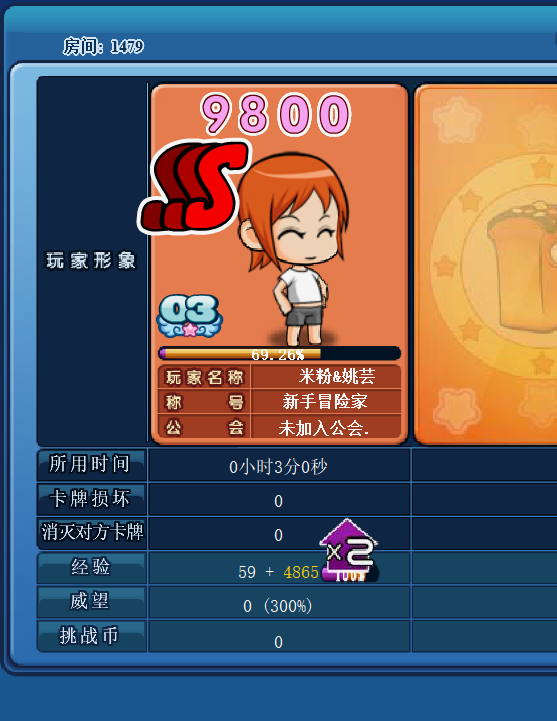 房间: 1479
9800
SSS
玩家形象
03
69.26%
玩家名称 米粉&姚芸
称号 新手冒险家
公会 未加入公会.
所用时间 0小时3分0秒
卡牌损坏 0
消灭对方卡牌 0
×2
经验 59 + 4865
威望 0 (300%)
挑战币 0